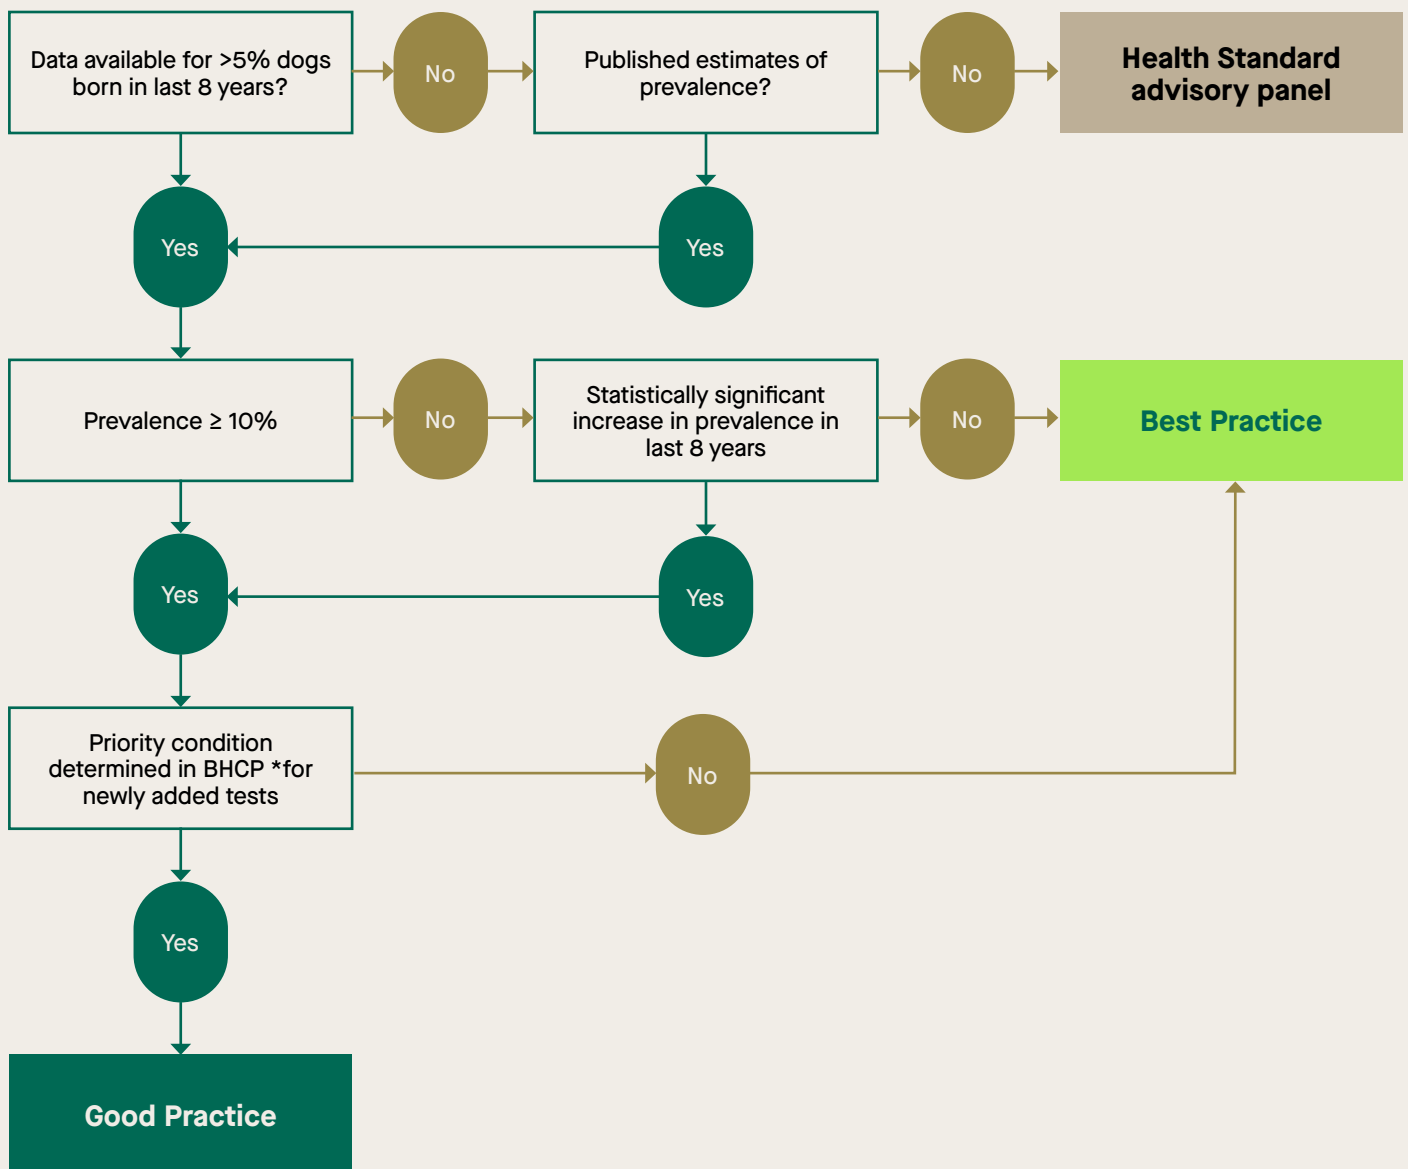 Data available for >5% dogs
born in last 8 years?
No
Published estimates of
prevalence?
No
Health Standard
advisory panel
Yes
Yes
Prevalence ≥ 10%
No
Statistically significant
increase in prevalence in
last 8 years
No
Best Practice
Yes
Yes
Priority condition
determined in BHCP *for
newly added tests
No
Yes
Good Practice